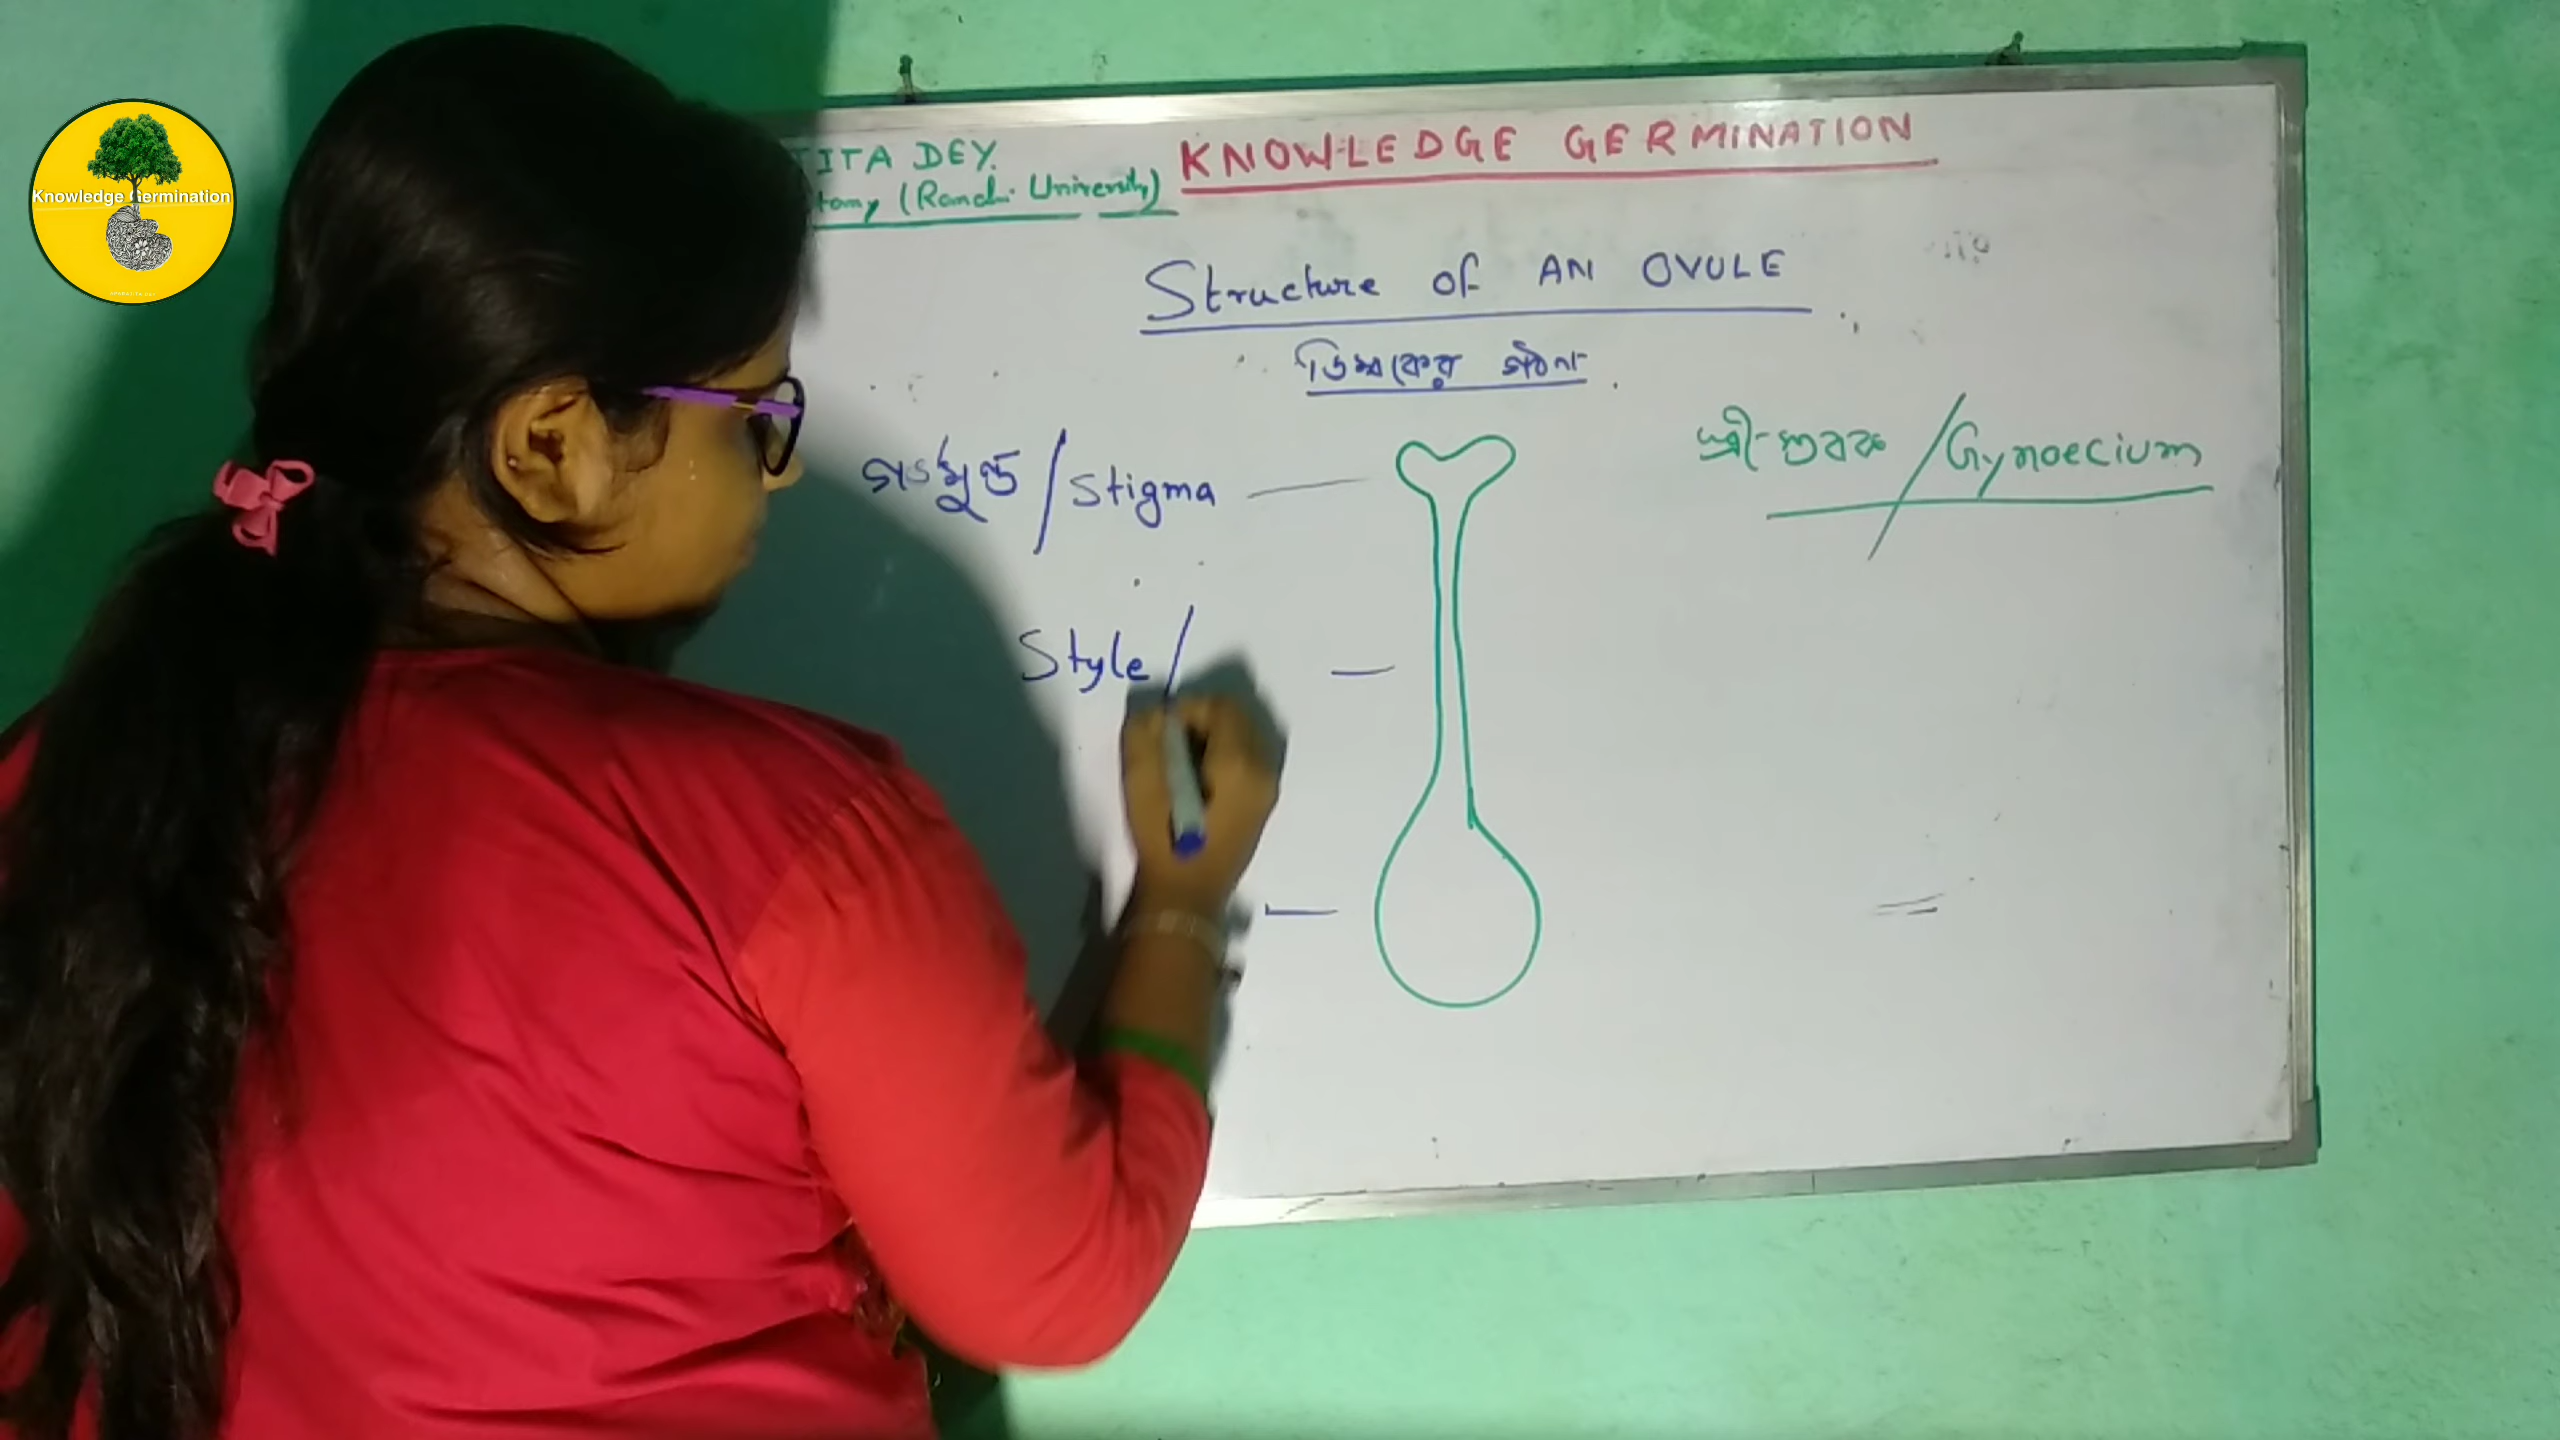 Knowledge Germination
ITA DEY.
KNOWLEDGE GERMINATION
tany (Ranchi University)
Structure of AN OVULE
ডিম্বকের গঠন
স্ত্রী-স্তবক / Gynoecium
গর্ভমুণ্ড / Stigma
Style /